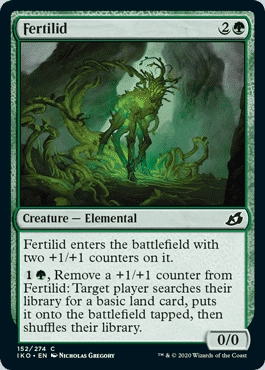 Fertilid 2
Creature — Elemental
Fertilid enters the battlefield with
two +1/+1 counters on it.
1 , Remove a +1/+1 counter from
Fertilid: Target player searches their
library for a basic land card, puts
it onto the battlefield tapped, then
shuffles their library.
0/0
152/274 C
IKO • EN Nicholas Gregory
™ & © 2020 Wizards of the Coast